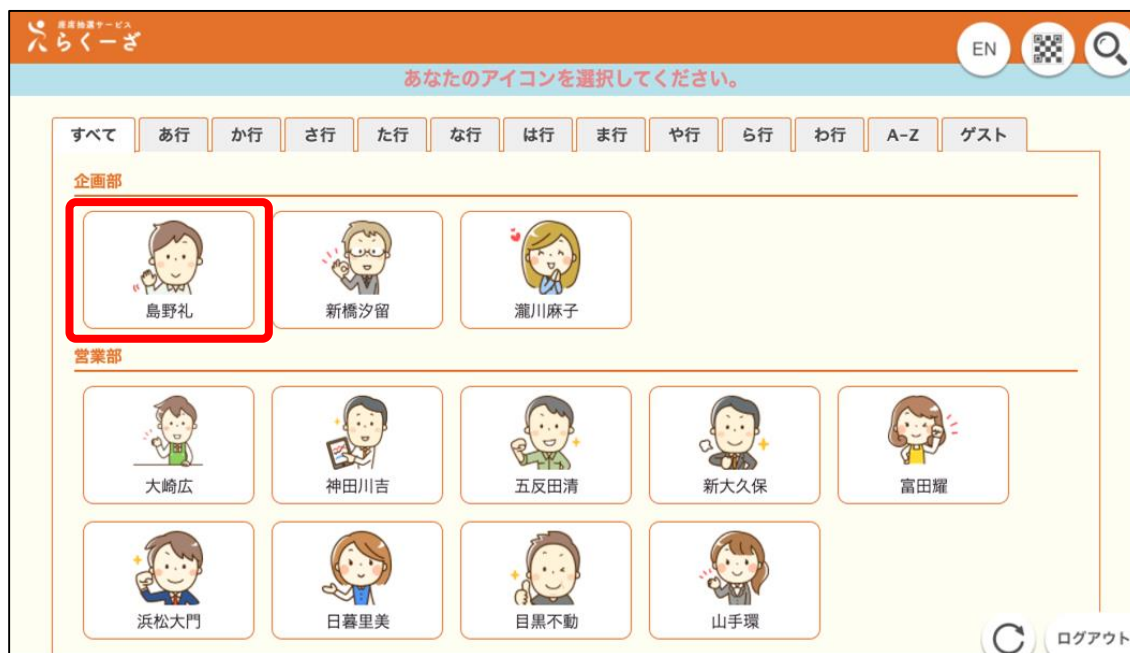 座席抽選サービス
らくーざ
EN
あなたのアイコンを選択してください。
すべて あ行 か行 さ行 た行 な行 は行 ま行 や行 ら行 わ行 A-Z ゲスト
企画部
島野礼 新橋汐留 瀧川麻子
営業部
大崎広 神田川吉 五反田清 新大久保 富田耀
浜松大門 日暮里美 目黒不動 山手環
ログアウト